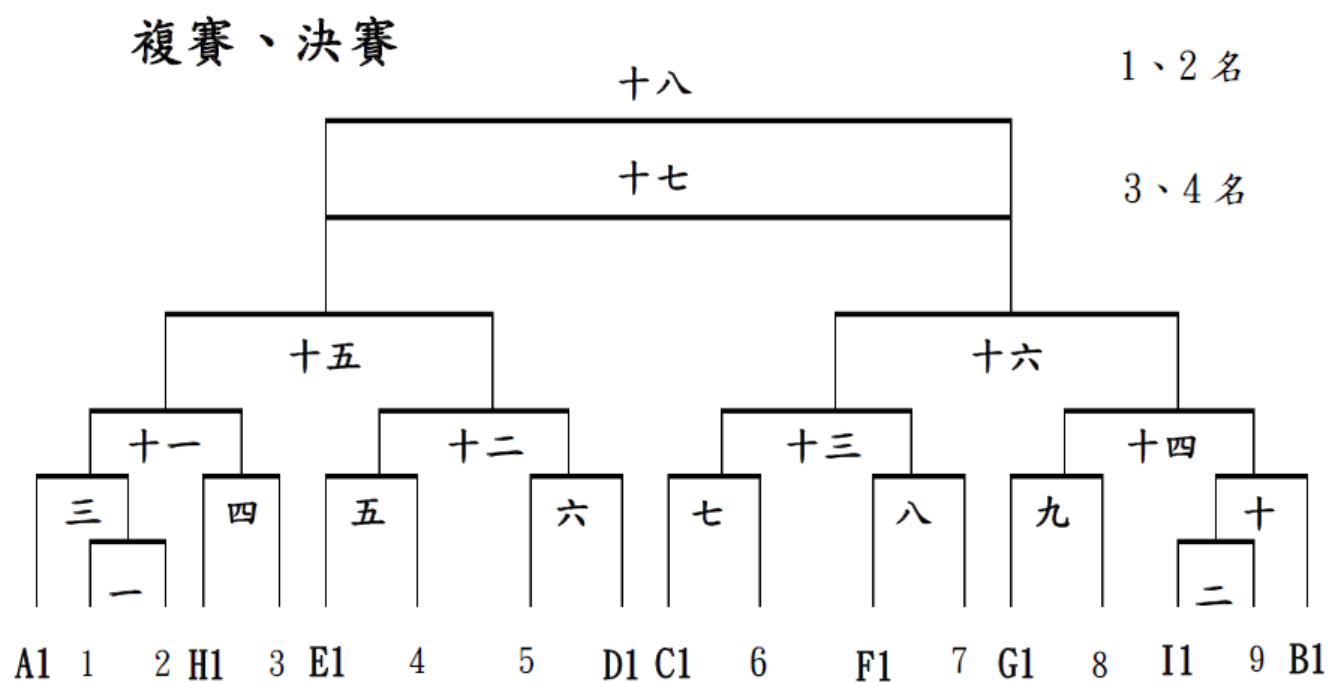 複賽、決賽
1、2名
十八
十七
3、4名
十五 十六
十一 十二 十三 十四
三 四 五 六 七 八 九 十
一 二
A1 1 2 H1 3 E1 4 5 D1 C1 6 F1 7 G1 8 I1 9 B1